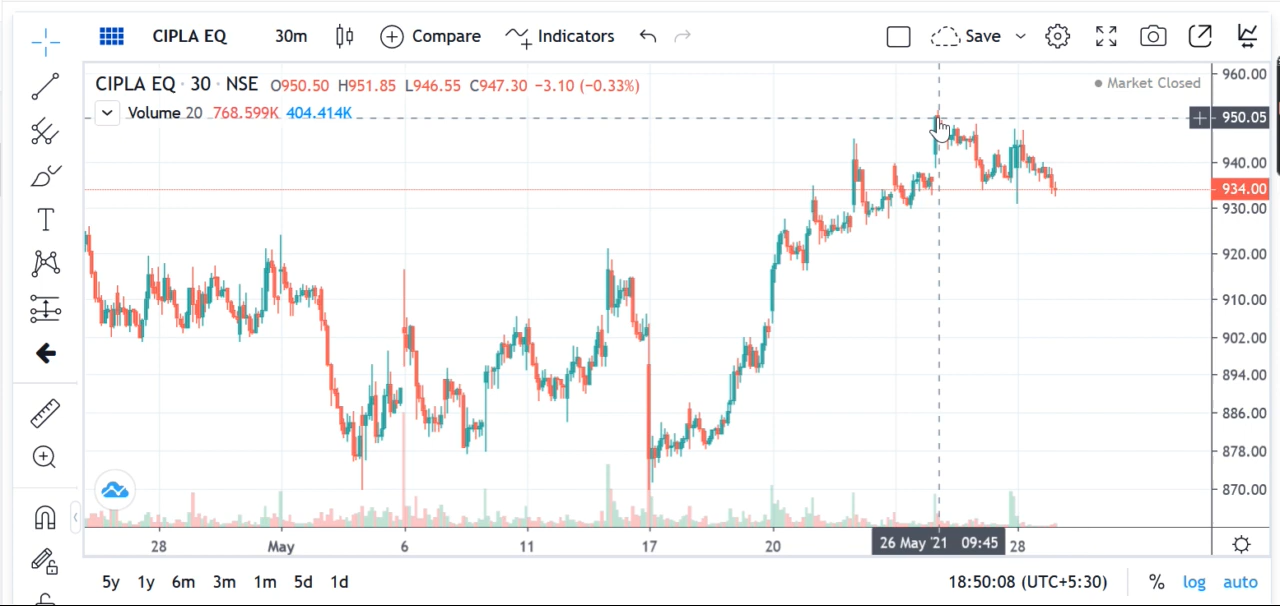 CIPLA EQ 30m Compare Indicators Save
CIPLA EQ · 30 · NSE O950.50 H951.85 L946.55 C947.30 −3.10 (−0.33%)
Market Closed
Volume 20 768.599K 404.414K
960.00
950.05
940.00
934.00
930.00
920.00
910.00
902.00
894.00
886.00
878.00
870.00
28 May 6 11 17 20 26 May '21 09:45 28
5y 1y 6m 3m 1m 5d 1d 18:50:08 (UTC+5:30) % log auto